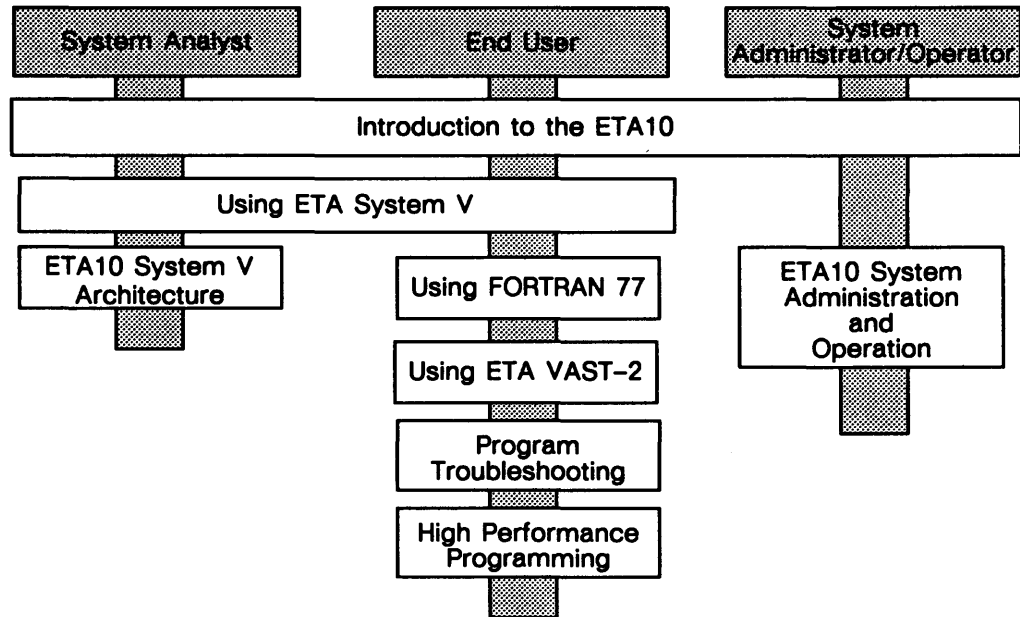 System Analyst
End User
System
Administrator/Operator
Introduction to the ETA10
Using ETA System V
ETA10 System V
Architecture
Using FORTRAN 77
ETA10 System
Administration
and
Operation
Using ETA VAST-2
Program
Troubleshooting
High Performance
Programming